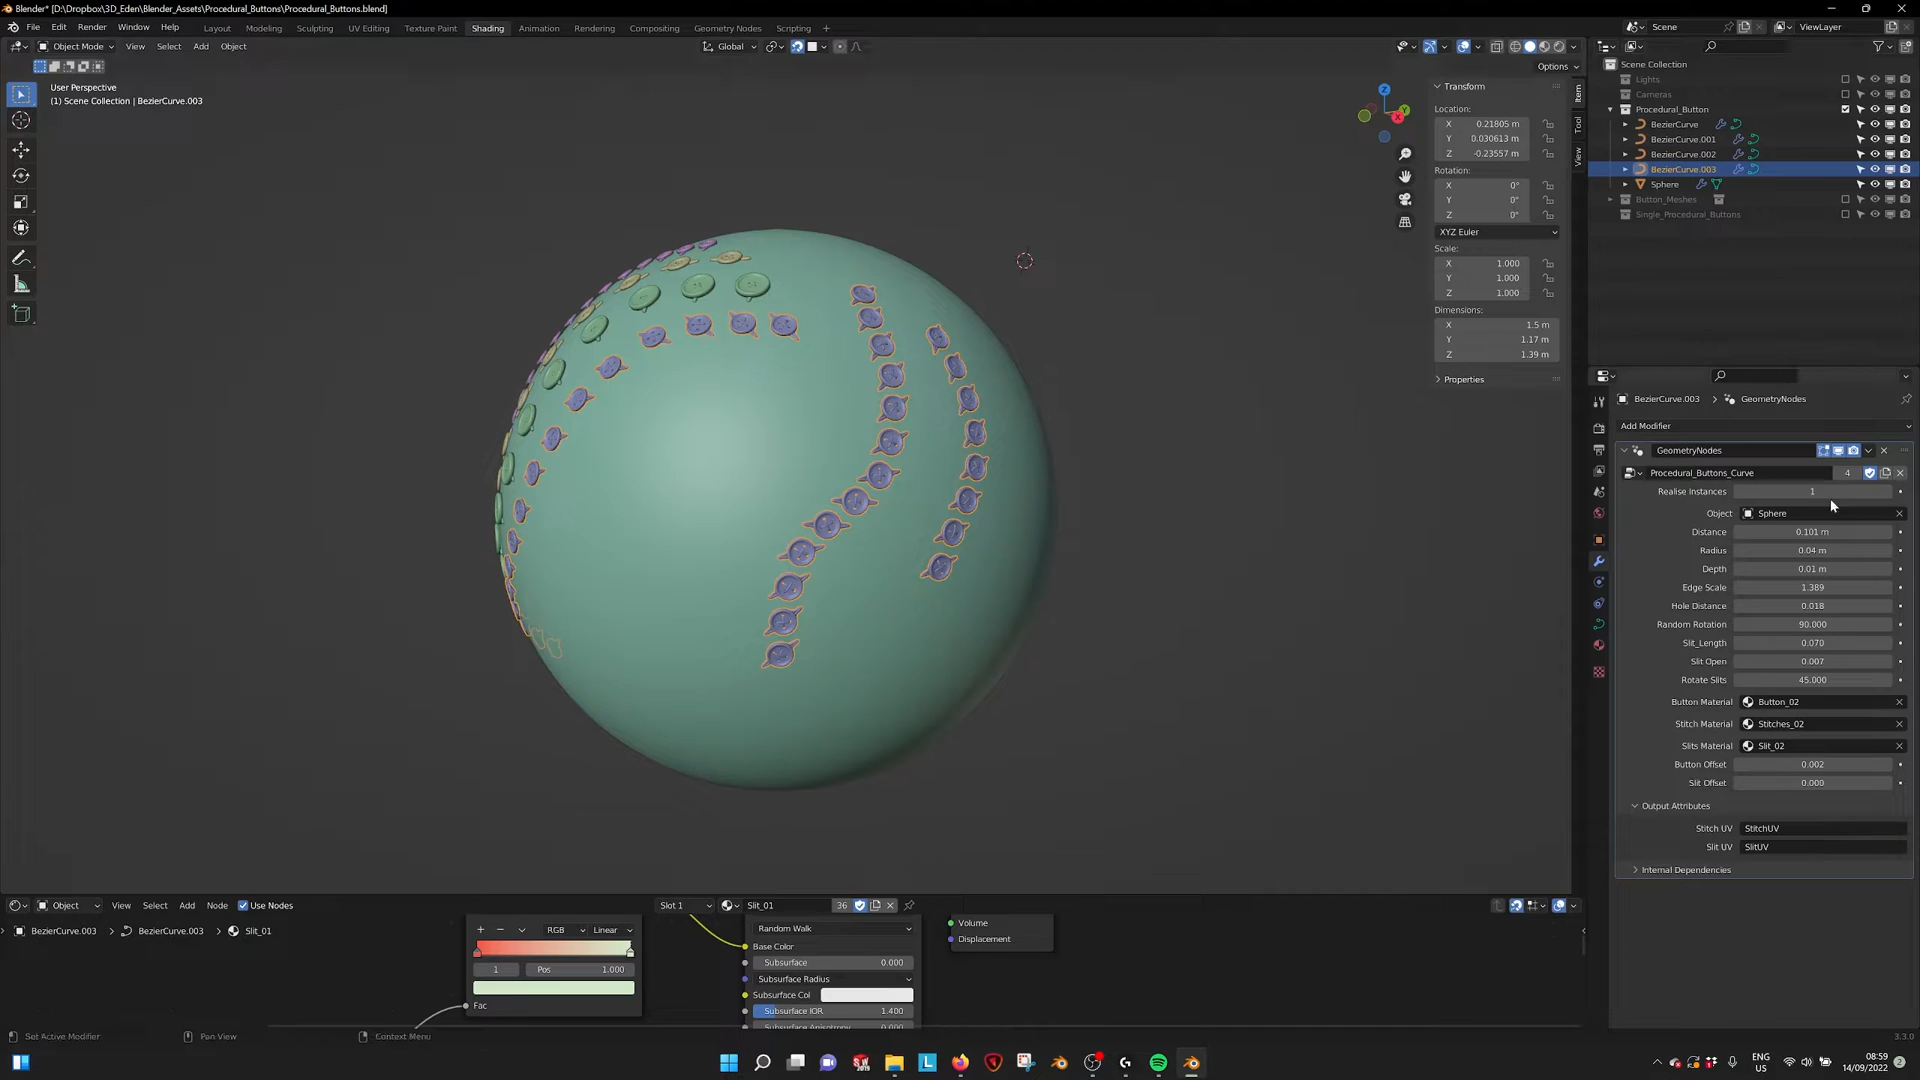 Blender* [D:\Dropbox\3D_Eden\Blender_Assets\Procedural_Buttons\Procedural_Buttons.blend]
File Edit Render Window Help Layout Modeling Sculpting UV Editing Texture Paint Shading Animation Rendering Compositing Geometry Nodes Scripting + Scene ViewLayer
Object Mode View Select Add Object Global
Options
User Perspective
(1) Scene Collection | BezierCurve.003
Z
Y
X
Item
Tool
View
Transform
Location:
X 0.21805 m
Y 0.030613 m
Z -0.23557 m
Rotation:
X 0°
Y 0°
Z 0°
XYZ Euler
Scale:
X 1.000
Y 1.000
Z 1.000
Dimensions:
X 1.5 m
Y 1.17 m
Z 1.39 m
Properties
Scene Collection
Lights
Cameras
Procedural_Button
BezierCurve
BezierCurve.001
BezierCurve.002
BezierCurve.003
Sphere
Button_Meshes
Single_Procedural_Buttons
BezierCurve.003 > GeometryNodes
Add Modifier
GeometryNodes
Procedural_Buttons_Curve 4
Realise Instances 1
Object Sphere
Distance 0.101 m
Radius 0.04 m
Depth 0.01 m
Edge Scale 1.389
Hole Distance 0.018
Random Rotation 90.000
Slit_Length 0.070
Slit Open 0.007
Rotate Slits 45.000
Button Material Button_02
Stitch Material Stitches_02
Slits Material Slit_02
Button Offset 0.002
Slit Offset 0.000
Output Attributes
Stitch UV StitchUV
Slit UV SlitUV
Internal Dependencies
Object View Select Add Node Use Nodes Slot 1 Slit_01 36
BezierCurve.003 > BezierCurve.003 > Slit_01
+ − RGB Linear
1 Pos 1.000
Fac
Random Walk
Base Color
Subsurface 0.000
Subsurface Radius
Subsurface Col
Subsurface IOR 1.400
Subsurface Anisotropy 0.000
Volume
Displacement
Set Active Modifier Pan View Context Menu 3.3.0
ENG
US
08:59
14/09/2022
2